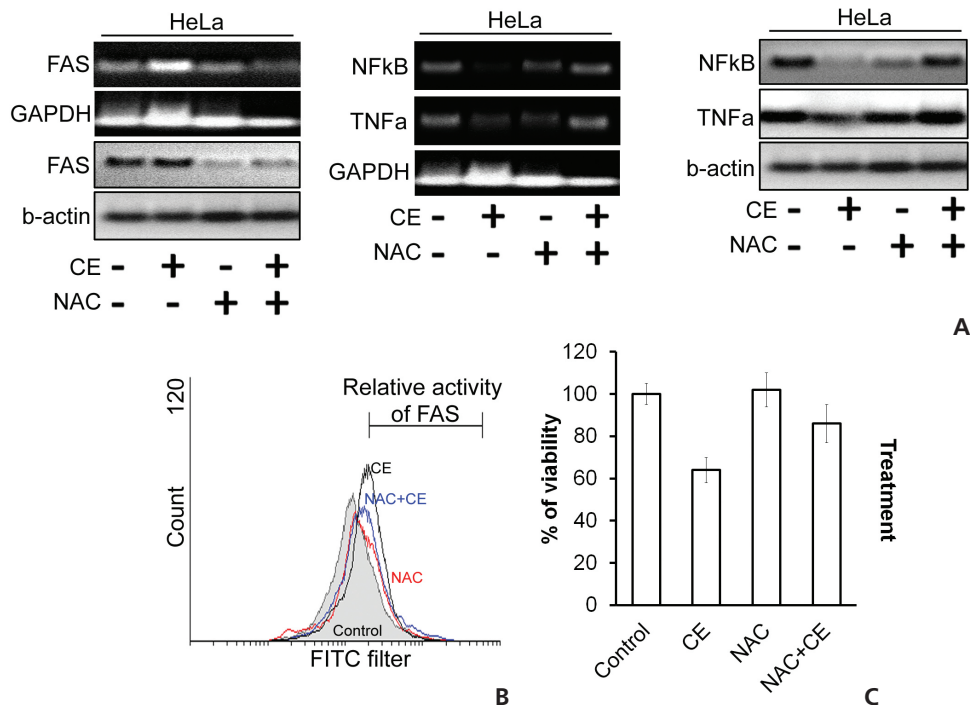 HeLa
FAS
GAPDH
FAS
b-actin
CE - + - +
NAC - - + +
HeLa
NFkB
TNFa
GAPDH
CE - + - +
NAC - - + +
HeLa
NFkB
TNFa
b-actin
CE - + - +
NAC - - + +
A
120
Count
Relative activity
of FAS
CE
NAC+CE
NAC
Control
FITC filter
B
% of viability
120
100
80
60
40
20
0
Control
CE
NAC
NAC+CE
Treatment
C